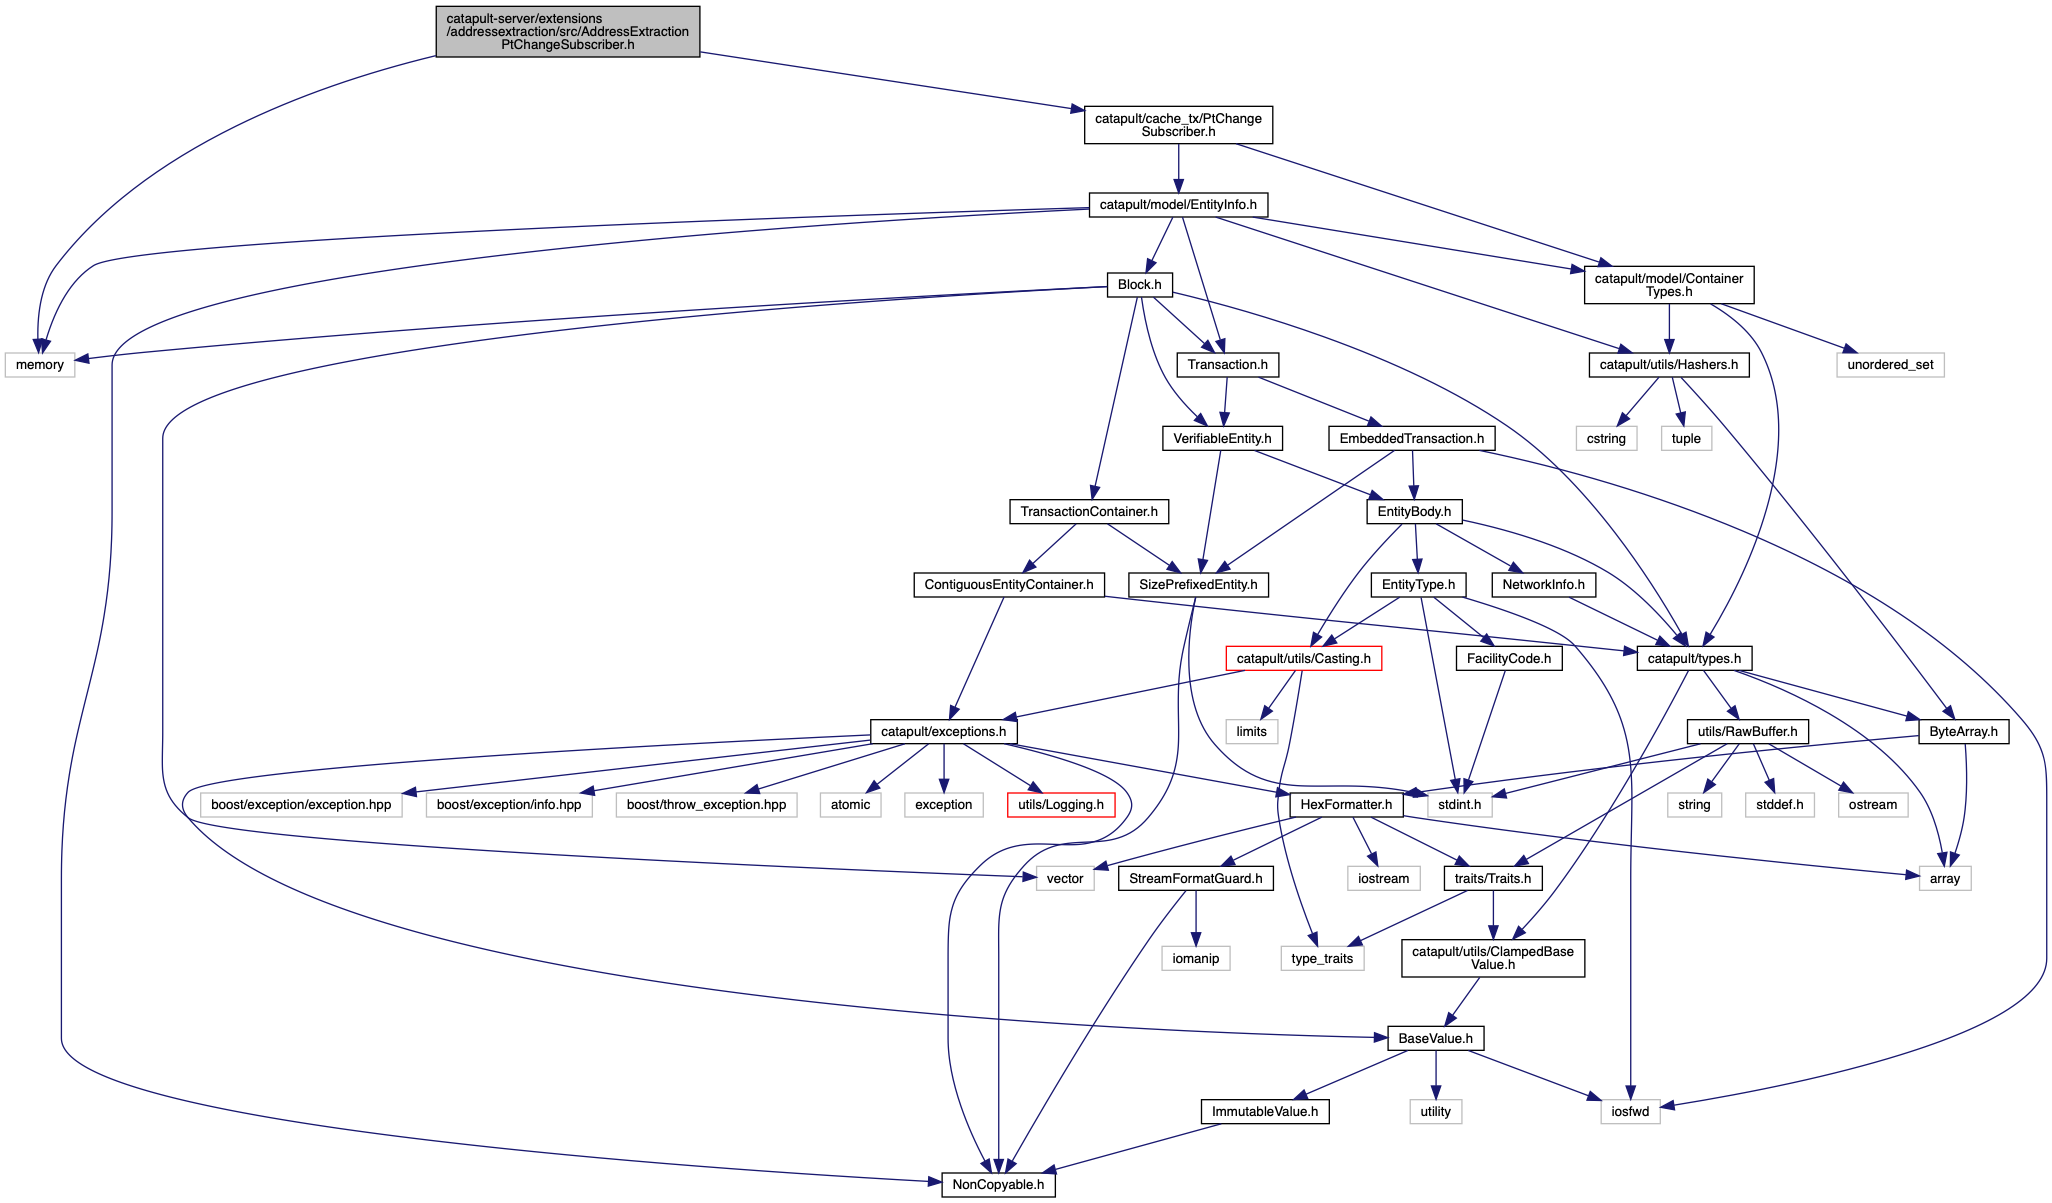 catapult-server/extensions
/addressextraction/src/AddressExtraction
PtChangeSubscriber.h
catapult/cache_tx/PtChange
Subscriber.h
catapult/model/EntityInfo.h
Block.h
catapult/model/Container
Types.h
memory
Transaction.h
catapult/utils/Hashers.h
unordered_set
VerifiableEntity.h
EmbeddedTransaction.h
cstring
tuple
TransactionContainer.h
EntityBody.h
ContiguousEntityContainer.h
SizePrefixedEntity.h
EntityType.h
NetworkInfo.h
catapult/utils/Casting.h
FacilityCode.h
catapult/types.h
catapult/exceptions.h
limits
utils/RawBuffer.h
ByteArray.h
boost/exception/exception.hpp
boost/exception/info.hpp
boost/throw_exception.hpp
atomic
exception
utils/Logging.h
HexFormatter.h
stdint.h
string
stddef.h
ostream
vector
StreamFormatGuard.h
iostream
traits/Traits.h
array
iomanip
type_traits
catapult/utils/ClampedBase
Value.h
BaseValue.h
ImmutableValue.h
utility
iosfwd
NonCopyable.h